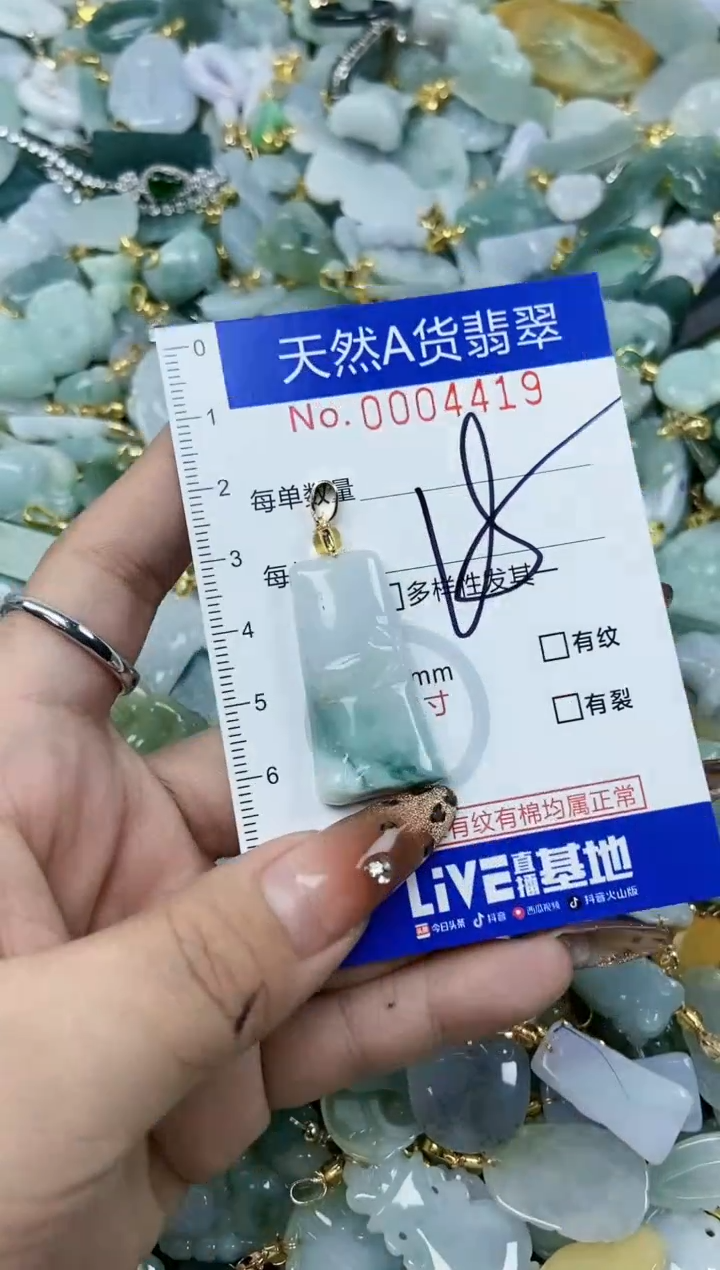 天然A货翡翠
No. 0004419
0
1
2
3
4
5
6
每单数量
每
多样性发其
mm
寸
□有纹
□有裂
有纹有棉均属正常
LiVE直播基地
今日头条 抖音 西瓜视频 抖音火山版